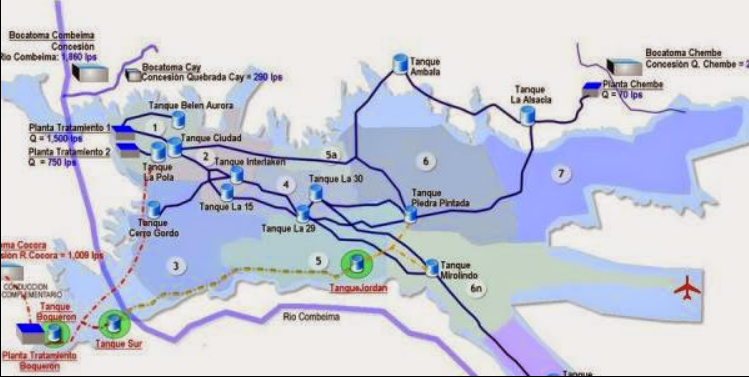 Bocatoma Combeima
Concesión
Rio Combeima: 1,860 lps
Bocatoma Cay
Concesión Quebrada Cay = 290 lps
Tanque
Ambala
Bocatoma Chembe
Concesión Q. Chembe =
Planta Chembe
Q = 70 lps
Tanque
La Alsacia
Tanque Belen Aurora
Planta Tratamiento 1
Q = 1,500 lps
1
Tanque Ciudad
Planta Tratamiento 2
Q = 750 lps
Tanque
La Pola
2
Tanque Interlaken
5a
6
7
4
Tanque La 30
Tanque La 15
Tanque
Piedra Pintada
Tanque
Cerro Gordo
Tanque La 29
oma Cocora
sión R.Cocora = 1,009 lps
3
5
Tanque
Mirolindo
6n
CONDUCCION
COMPLEMENTARIO
TanqueJordan
Tanque
Boqueron
Tanque Sur
Rio Combeima
Planta Tratamiento
Boqueron
Tanque